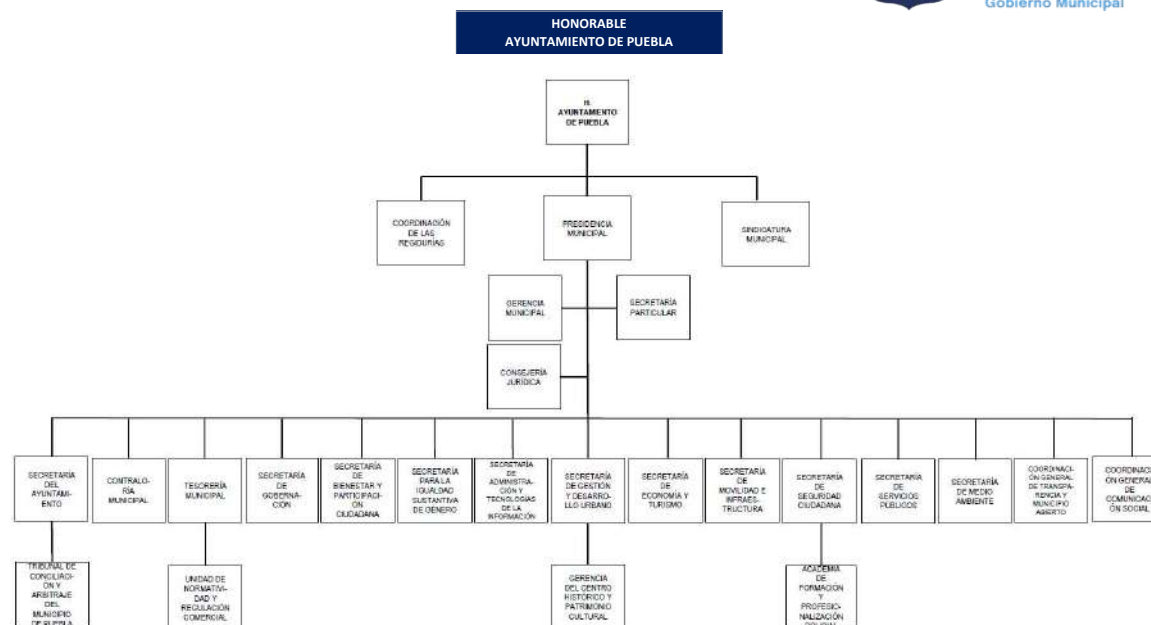 Gobierno Municipal
HONORABLE
AYUNTAMIENTO DE PUEBLA
H.
AYUNTAMIENTO
DE PUEBLA
COORDINACIÓN
DE LAS
REGIDURÍAS
PRESIDENCIA
MUNICIPAL
SINDICATURA
MUNICIPAL
GERENCIA
MUNICIPAL
SECRETARÍA
PARTICULAR
CONSEJERÍA
JURÍDICA
SECRETARÍA
DEL
AYUNTAMI-
ENTO
CONTRALO-
RÍA
MUNICIPAL
TESORERÍA
MUNICIPAL
SECRETARÍA
DE
GOBERNA-
CIÓN
SECRETARÍA
DE
BIENESTAR Y
PARTICIPACI-
ÓN
CIUDADANA
SECRETARÍA
PARA LA
IGUALDAD
SUSTANTIVA
DE GÉNERO
SECRETARÍA
DE
ADMINISTRA-
CIÓN Y
TECNOLOGÍAS
DE LA
INFORMACIÓN
SECRETARÍA
DE GESTIÓN
Y DESARRO-
LLO URBANO
SECRETARÍA
DE
ECONOMÍA Y
TURISMO
SECRETARÍA
DE
MOVILIDAD E
INFRAES-
TRUCTURA
SECRETARÍA
DE
SEGURIDAD
CIUDADANA
SECRETARÍA
DE
SERVICIOS
PÚBLICOS
SECRETARÍA
DE MEDIO
AMBIENTE
COORDINACI-
ÓN GENERAL
DE TRANSPA-
RENCIA Y
MUNICIPIO
ABIERTO
COORDINACI-
ÓN GENERAL
DE
COMUNICACI-
ÓN SOCIAL
TRIBUNAL DE
CONCILIACI-
ÓN Y
ARBITRAJE
DEL
MUNICIPIO
DE PUEBLA
UNIDAD DE
NORMATIVI-
DAD Y
REGULACIÓN
COMERCIAL
GERENCIA
DEL CENTRO
HISTÓRICO Y
PATRIMONIO
CULTURAL
ACADEMIA
DE
FORMACIÓN
Y
PROFESIO-
NALIZACIÓN